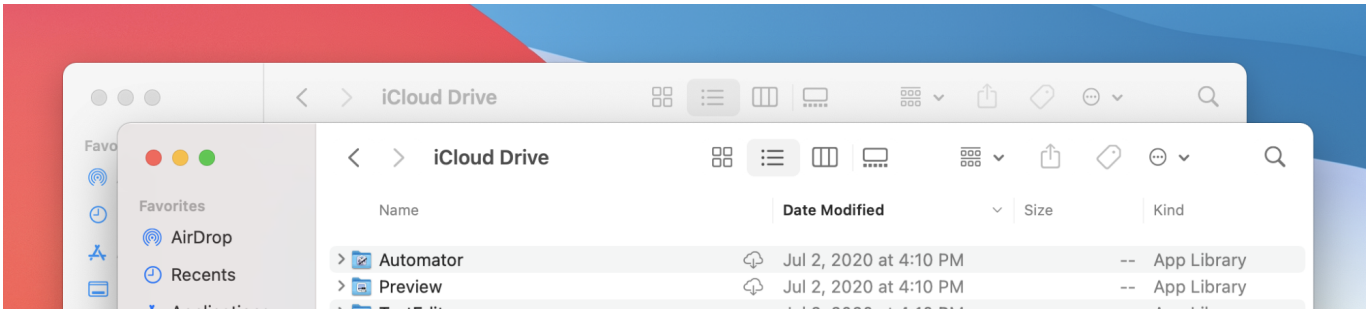 iCloud Drive
Favo
iCloud Drive
Favorites
Name Date Modified Size Kind
AirDrop
Automator Jul 2, 2020 at 4:10 PM -- App Library
Recents
Preview Jul 2, 2020 at 4:10 PM -- App Library